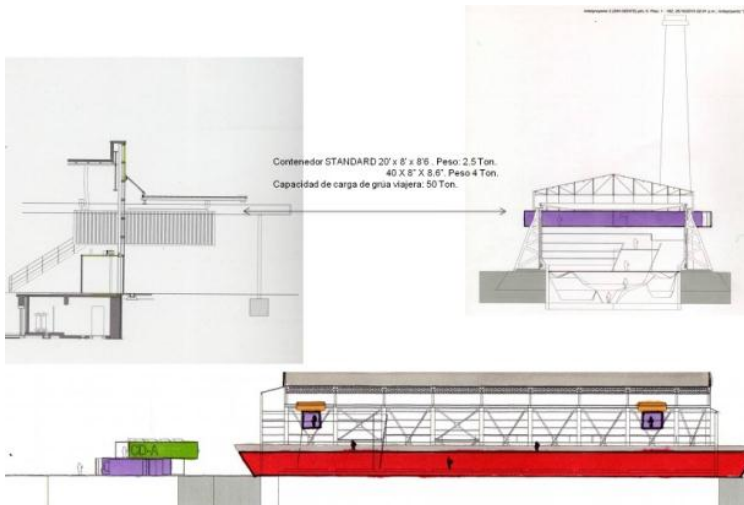 Contenedor STANDARD 20' x 8' x 8'6 . Peso: 2.5 Ton.
40 X 8" X 8.6". Peso 4 Ton.
Capacidad de carga de grúa viajera: 50 Ton.
CD-A